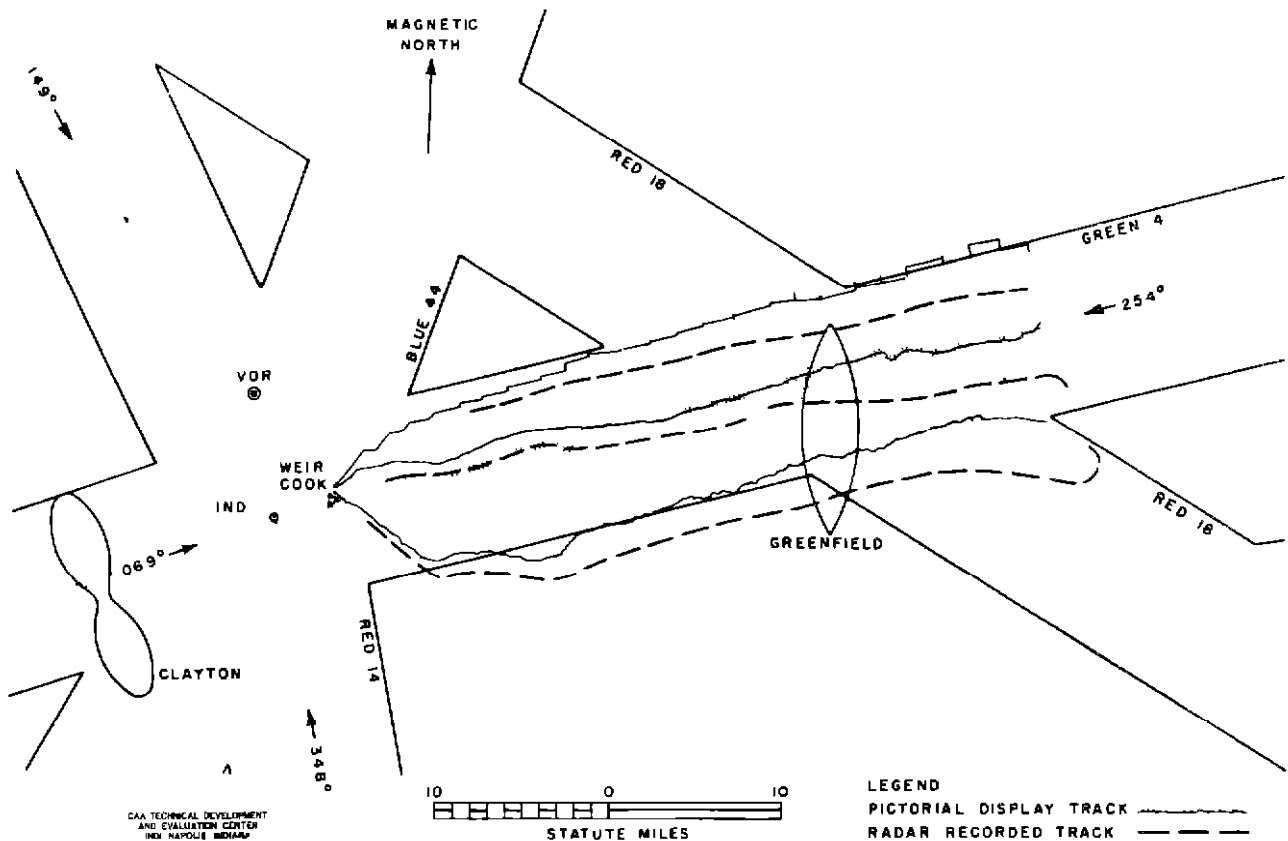 MAGNETIC
NORTH
149°
RED 18
GREEN 4
254°
BLUE 44
VOR
WEIR
COOK
IND
069°
GREENFIELD
RED 18
RED 14
CLAYTON
348°
CAA TECHNICAL DEVELOPMENT
AND EVALUATION CENTER
10 0 10
STATUTE MILES
LEGEND
PICTORIAL DISPLAY TRACK
RADAR RECORDED TRACK